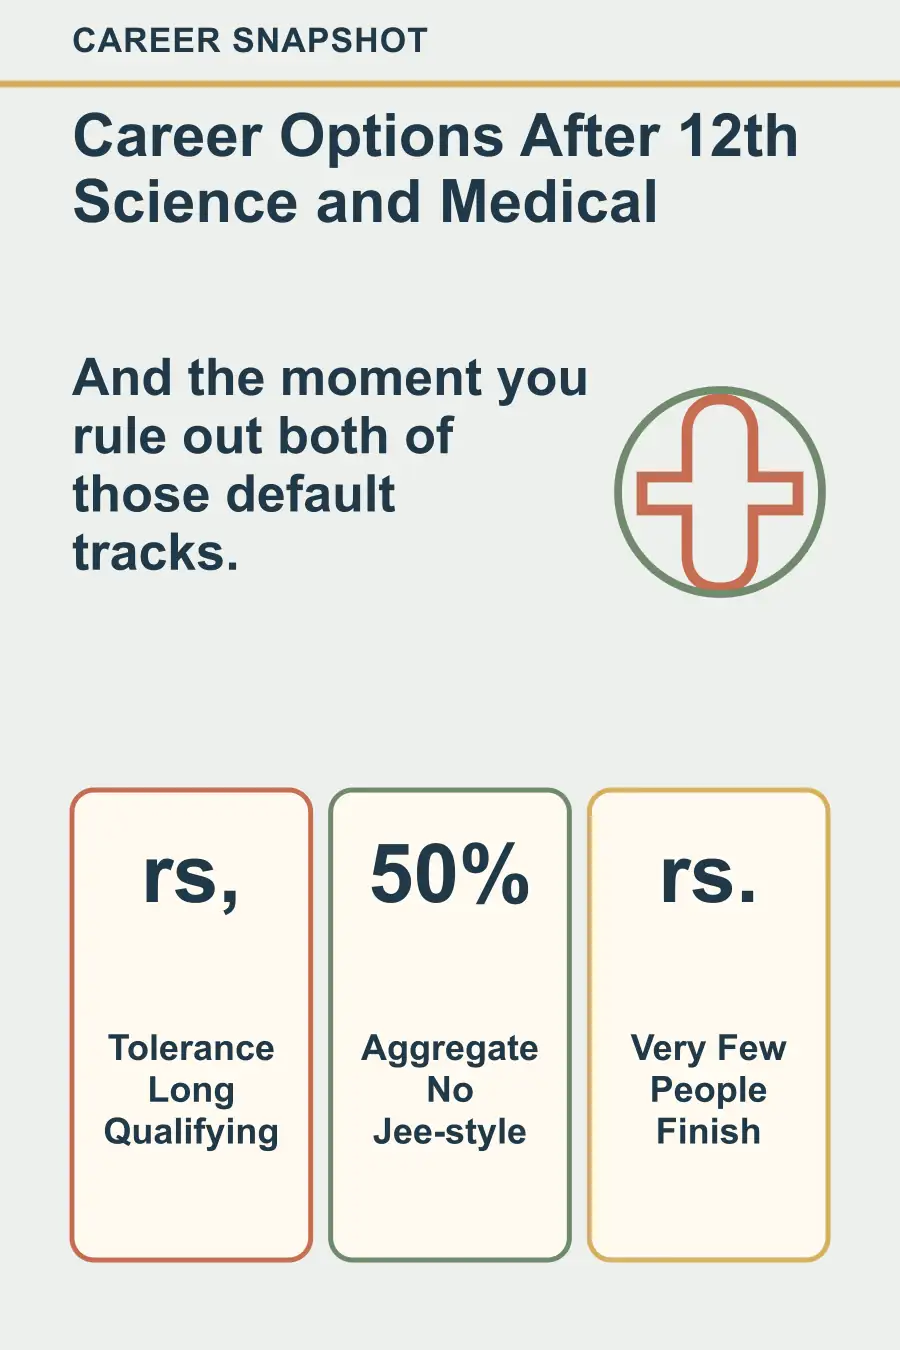 CAREER SNAPSHOT
Career Options After 12th
Science and Medical
And the moment you
rule out both of
those default
tracks.
rs,
Tolerance
Long
Qualifying
50%
Aggregate
No
Jee-style
rs.
Very Few
People
Finish